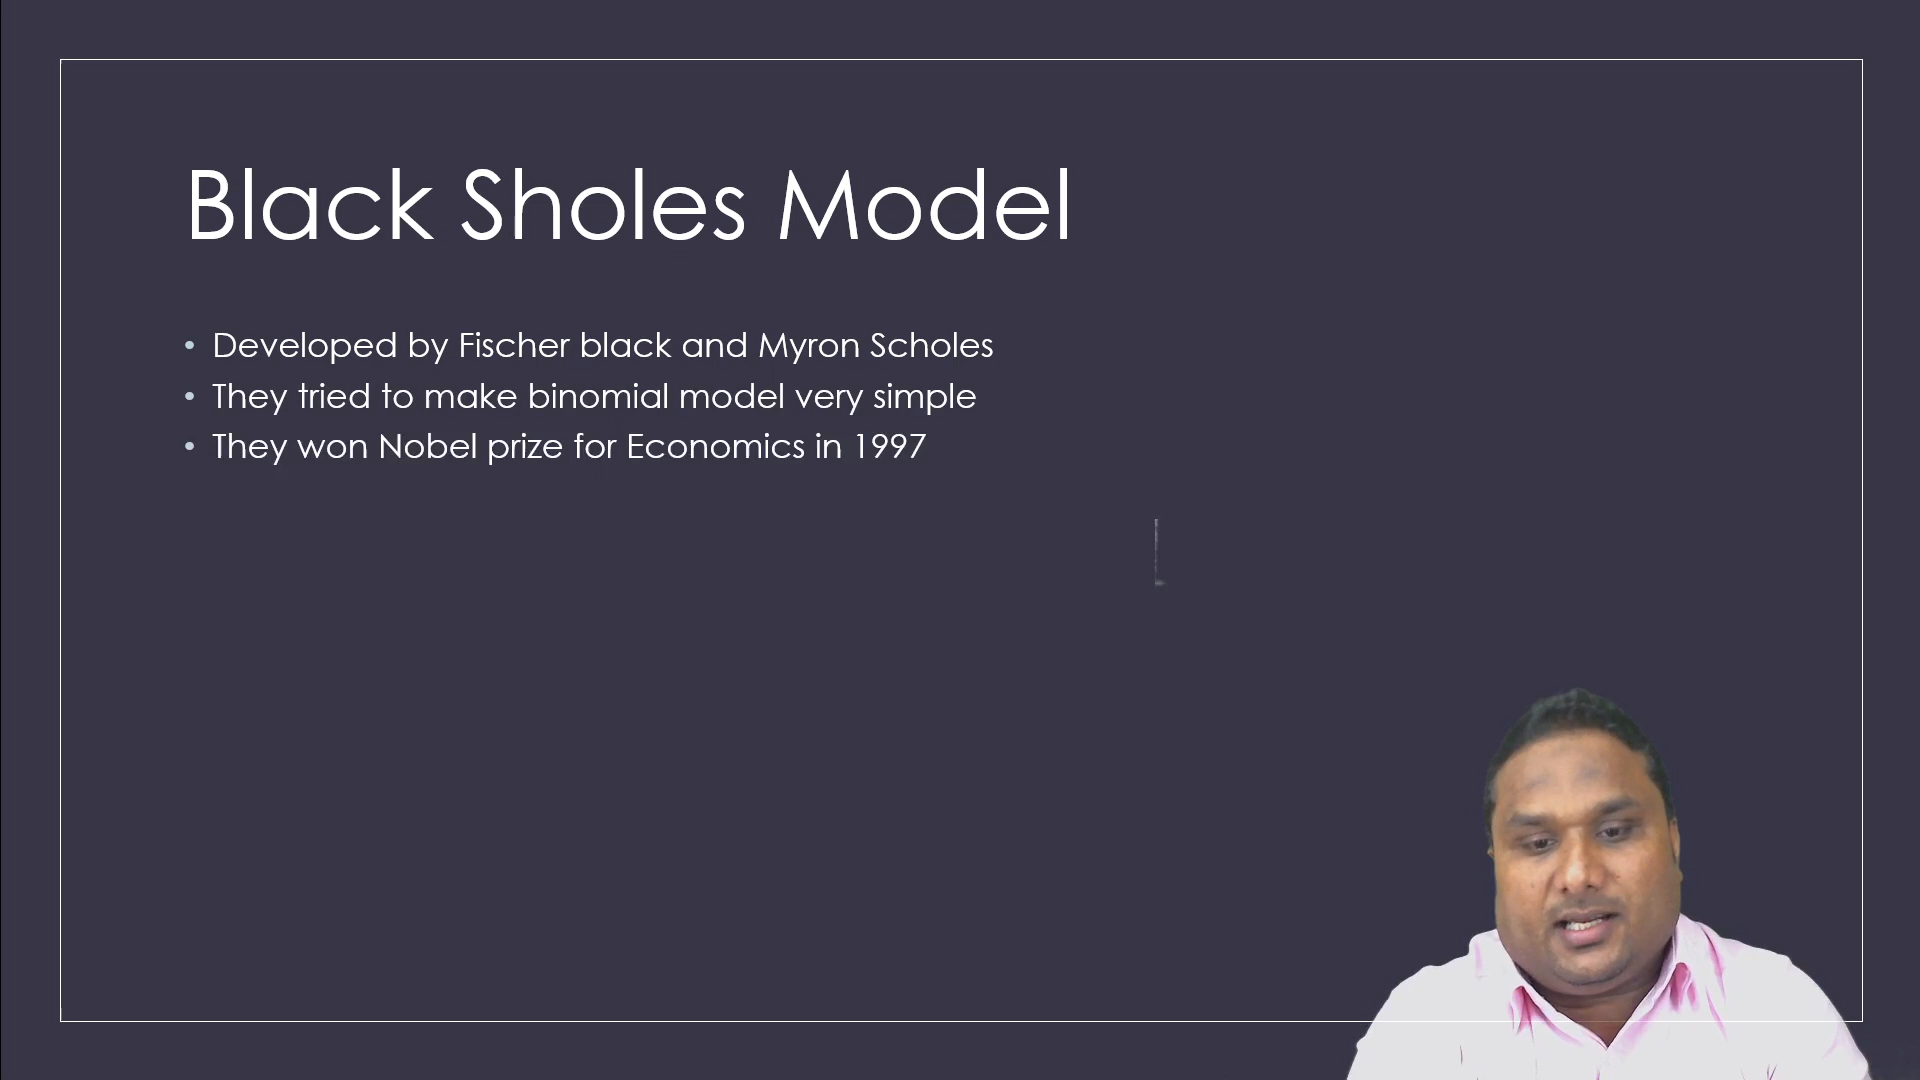 Black Sholes Model
• Developed by Fischer black and Myron Scholes
• They tried to make binomial model very simple
• They won Nobel prize for Economics in 1997